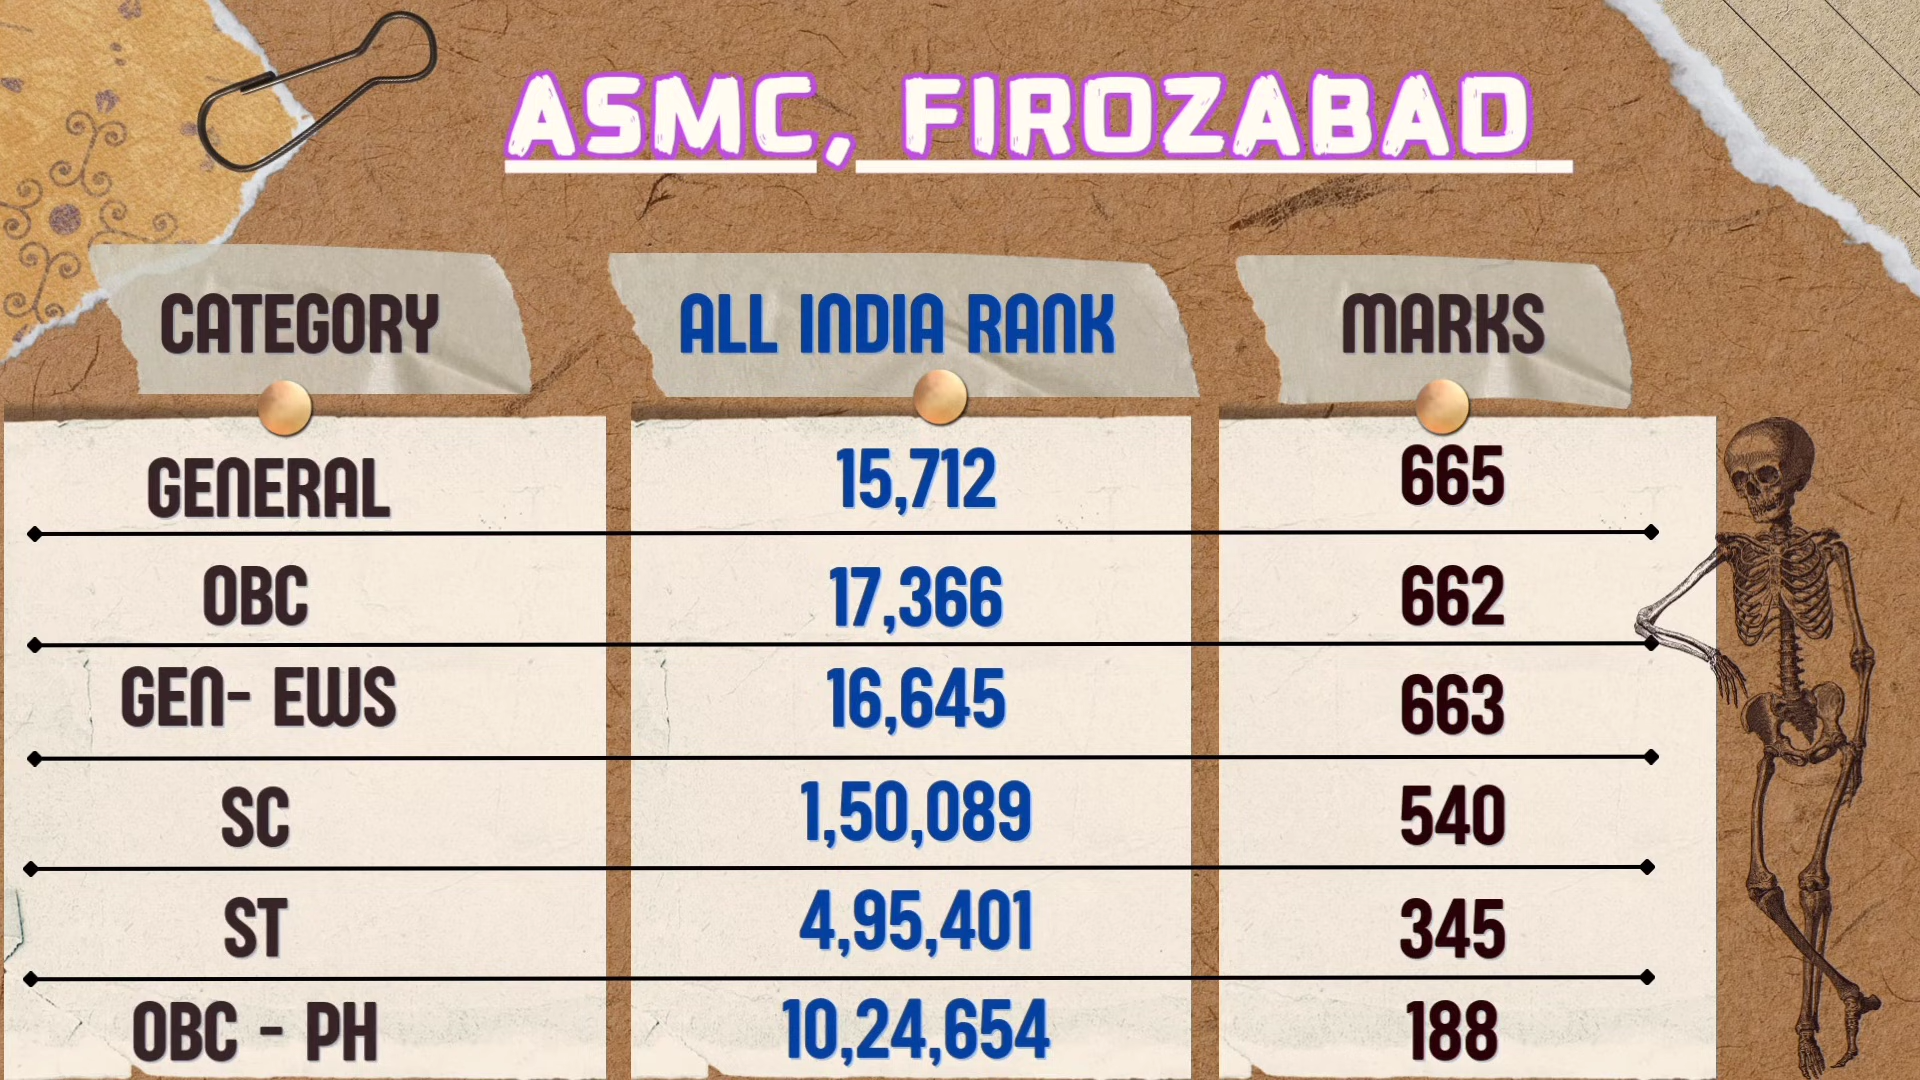 ASMC, FIROZABAD
CATEGORY ALL INDIA RANK MARKS
GENERAL 15,712 665
OBC 17,366 662
GEN- EWS 16,645 663
SC 1,50,089 540
ST 4,95,401 345
OBC - PH 10,24,654 188